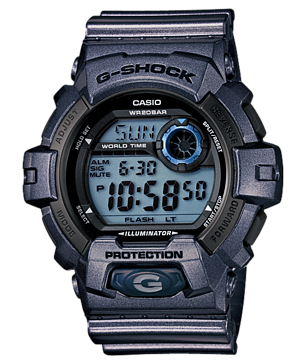 G-SHOCK
CASIO
WR20BAR
ADJUST
HOLD SET
SPLIT/RESET
SUN
WORLD TIME
ALM
SIG
MUTE
6-30
P 10:58 50
FLASH LT
SELECT
START/STOP
MODE
FORWARD
ILLUMINATOR
PROTECTION
G